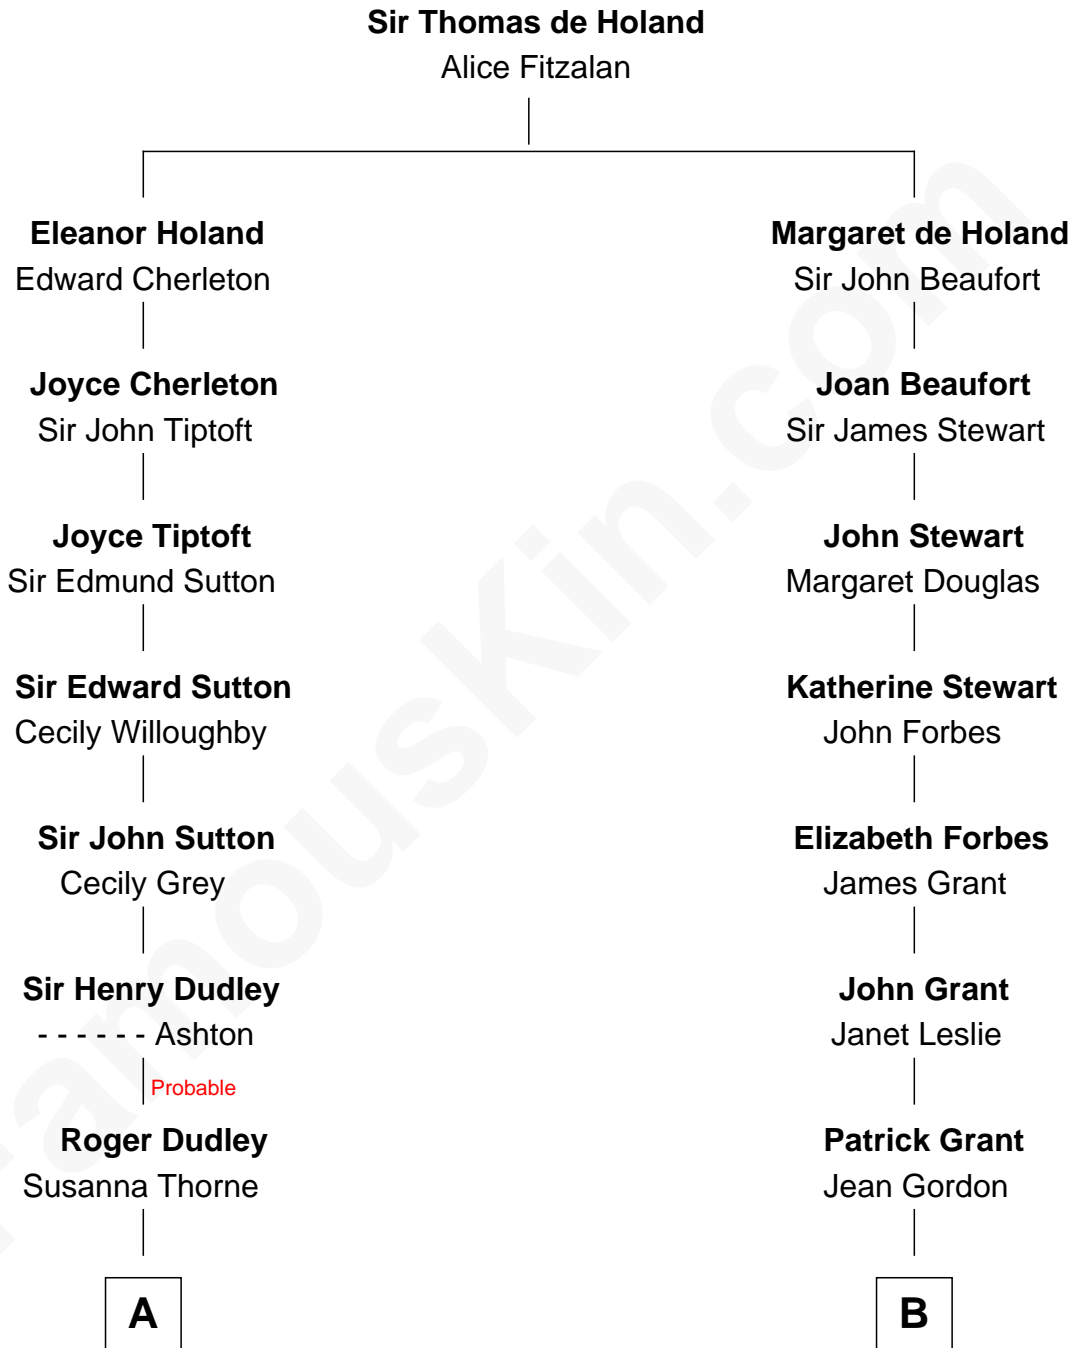 Sir Thomas de Holand
Alice Fitzalan
Eleanor Holand
Edward Cherleton
Margaret de Holand
Sir John Beaufort
Joyce Cherleton
Sir John Tiptoft
Joan Beaufort
Sir James Stewart
Joyce Tiptoft
Sir Edmund Sutton
John Stewart
Margaret Douglas
Sir Edward Sutton
Cecily Willoughby
Katherine Stewart
John Forbes
Sir John Sutton
Cecily Grey
Elizabeth Forbes
James Grant
Sir Henry Dudley
- - - - - - Ashton
John Grant
Janet Leslie
Probable
Roger Dudley
Susanna Thorne
Patrick Grant
Jean Gordon
A
B
FamousKin.com